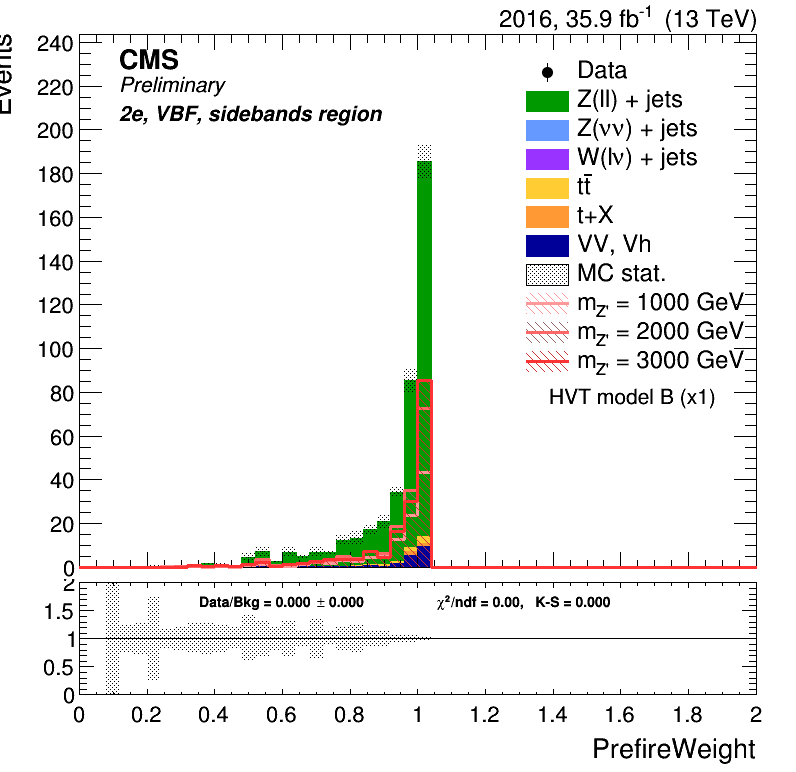 2016, 35.9 fb⁻¹ (13 TeV)
Events
CMS
Preliminary
2e, VBF, sidebands region
Data
Z(ll) + jets
Z(νν) + jets
W(lν) + jets
tt̄
t+X
VV, Vh
MC stat.
m_Z' = 1000 GeV
m_Z' = 2000 GeV
m_Z' = 3000 GeV
HVT model B (x1)
240
220
200
180
160
140
120
100
80
60
40
20
0
Data/Bkg = 0.000 ± 0.000
χ²/ndf = 0.00, K-S = 0.000
2
1.5
1
0.5
0
0 0.2 0.4 0.6 0.8 1 1.2 1.4 1.6 1.8 2
PrefireWeight